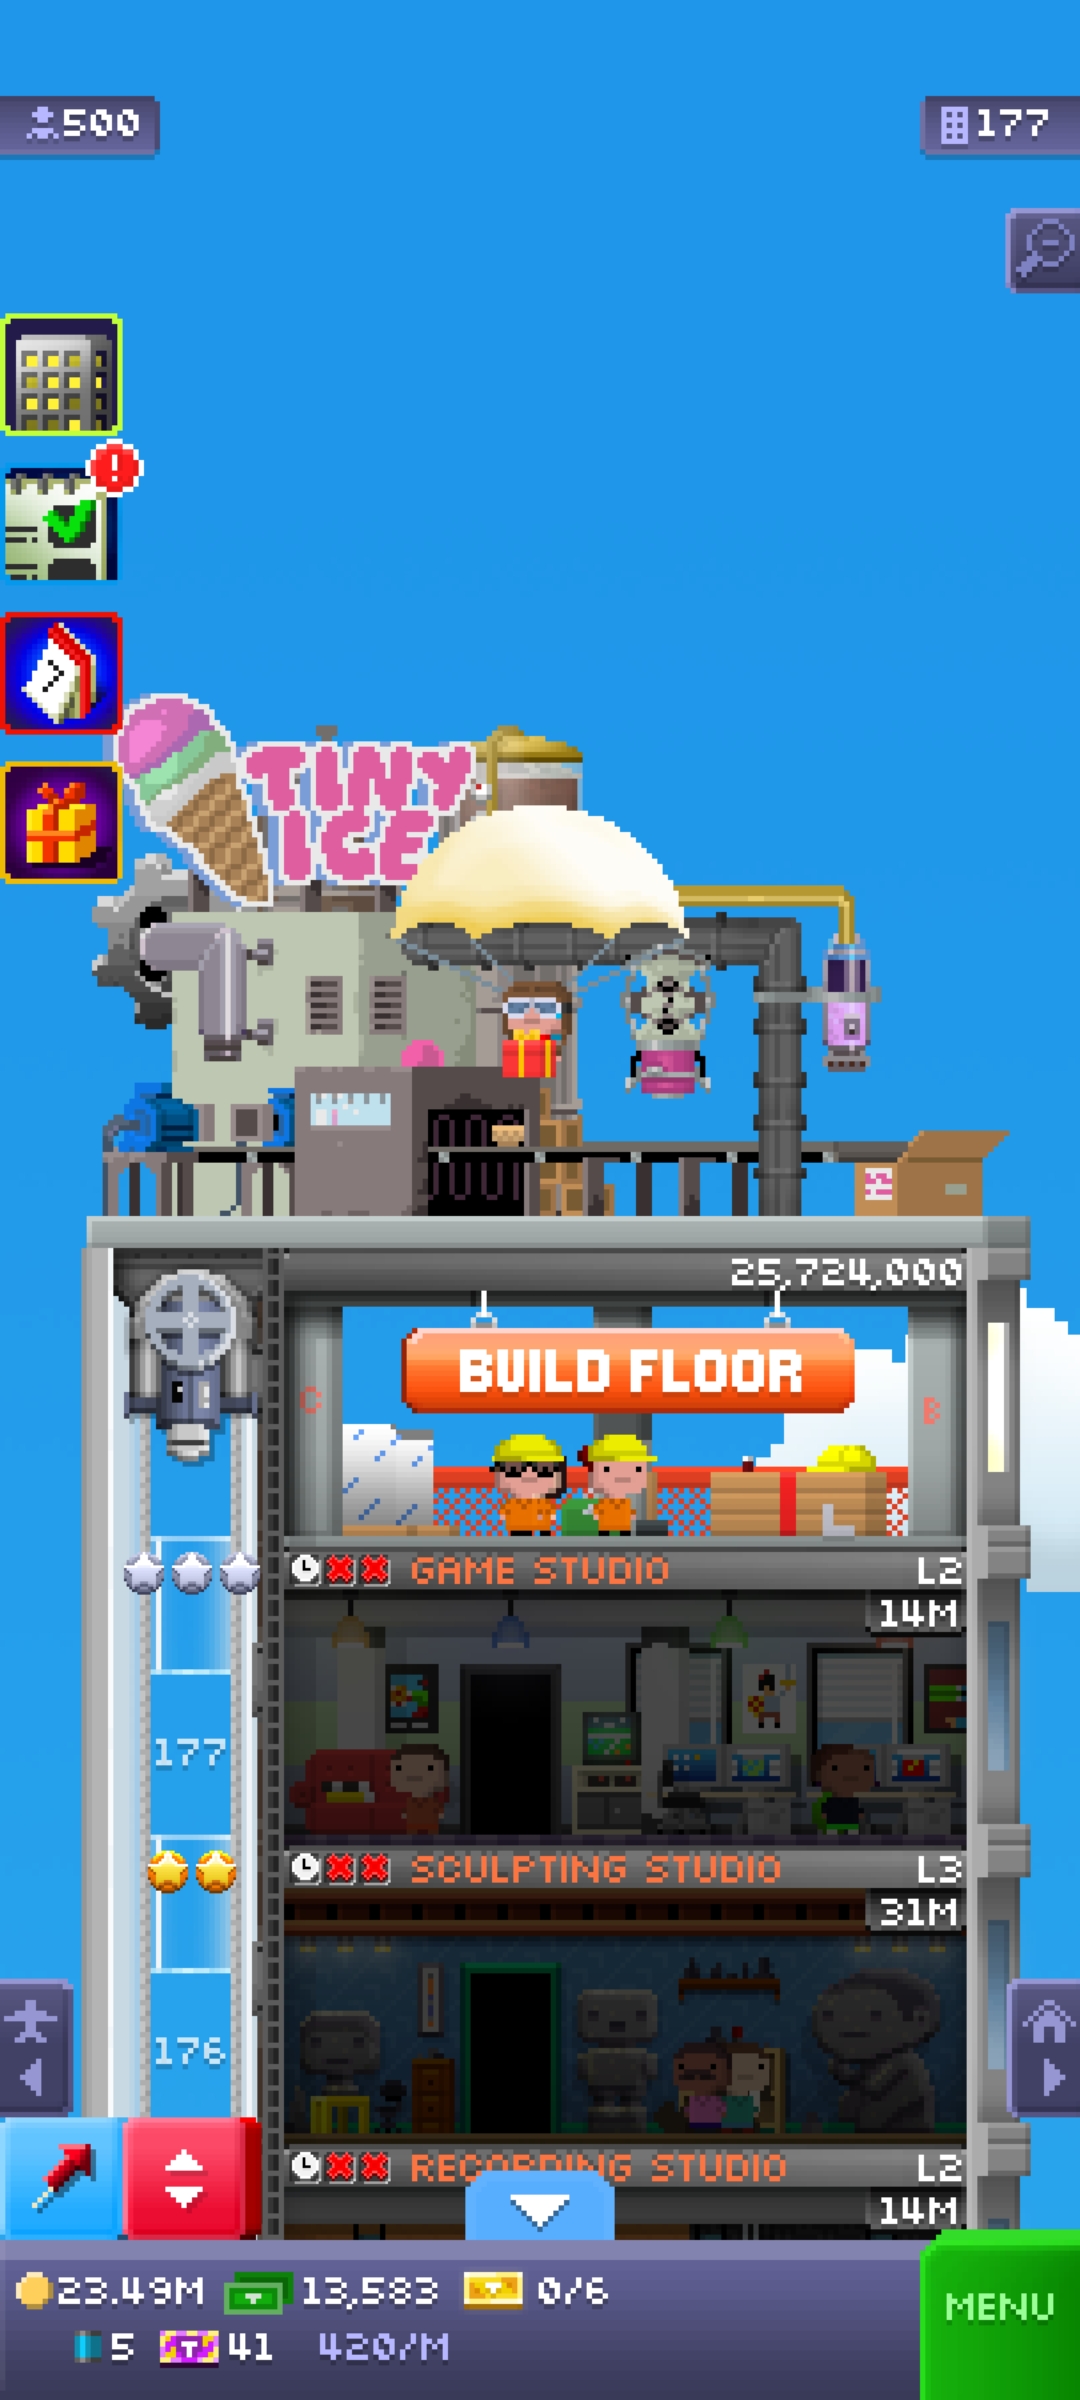 500
177
TINY
ICE
25,724,000
BUILD FLOOR
C
B
GAME STUDIO L2
14M
177
SCULPTING STUDIO L3
31M
176
RECORDING STUDIO L2
14M
23.49M 13,583 0/6
5 41 420/M
MENU